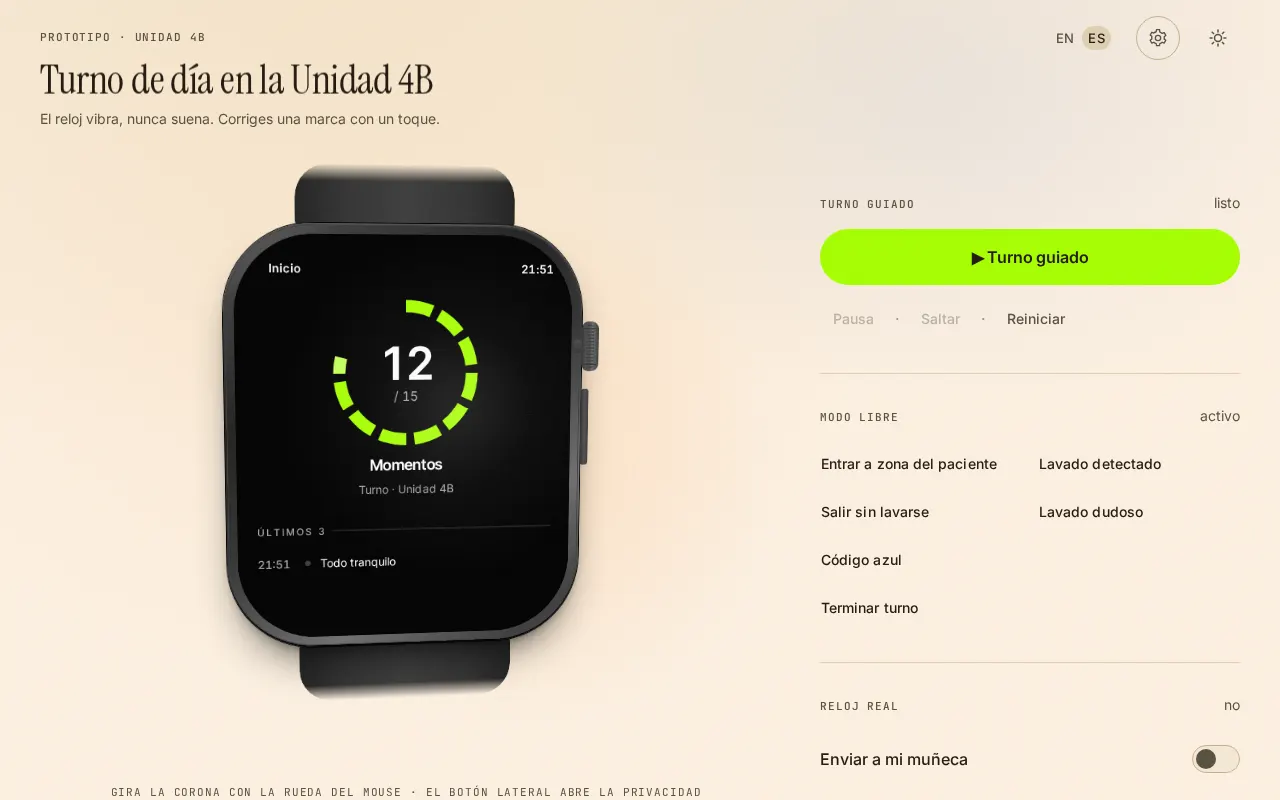 PROTOTIPO · UNIDAD 4B
Turno de día en la Unidad 4B
El reloj vibra, nunca suena. Corriges una marca con un toque.
EN ES
Inicio 21:51
12
/ 15
Momentos
Turno · Unidad 4B
ÚLTIMOS 3
21:51 Todo tranquilo
GIRA LA CORONA CON LA RUEDA DEL MOUSE · EL BOTÓN LATERAL ABRE LA PRIVACIDAD
TURNO GUIADO listo
▶ Turno guiado
Pausa · Saltar · Reiniciar
MODO LIBRE activo
Entrar a zona del paciente Lavado detectado
Salir sin lavarse Lavado dudoso
Código azul
Terminar turno
RELOJ REAL no
Enviar a mi muñeca